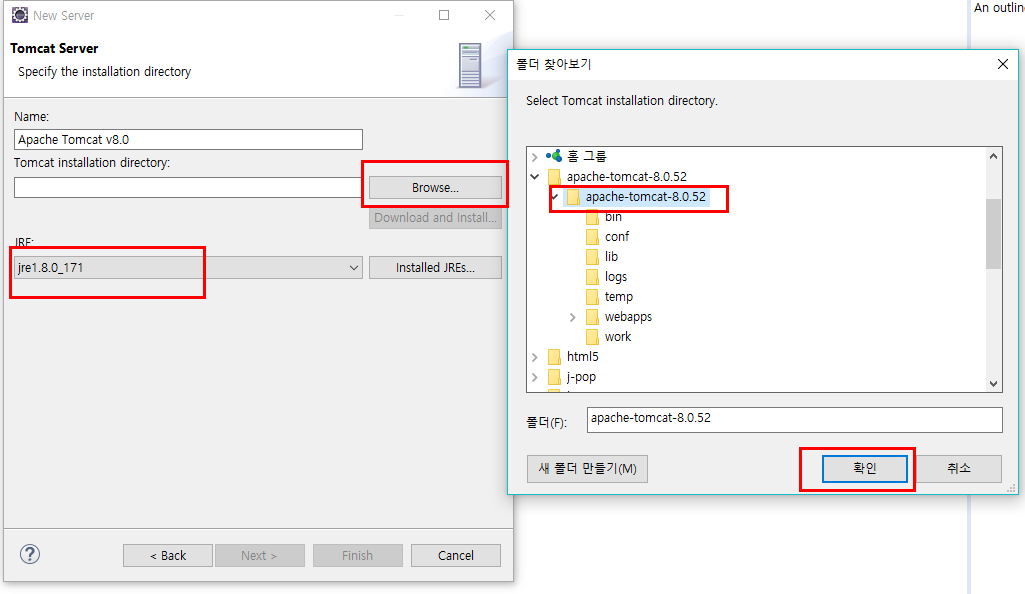 New Server
Tomcat Server
Specify the installation directory
Name:
Apache Tomcat v8.0
Tomcat installation directory:
Browse...
Download and Install...
JRE:
jre1.8.0_171
Installed JREs...
< Back
Next >
Finish
Cancel
An outlin
폴더 찾아보기
Select Tomcat installation directory.
홈 그룹
apache-tomcat-8.0.52
apache-tomcat-8.0.52
bin
conf
lib
logs
temp
webapps
work
html5
j-pop
폴더(F):
apache-tomcat-8.0.52
새 폴더 만들기(M)
확인
취소